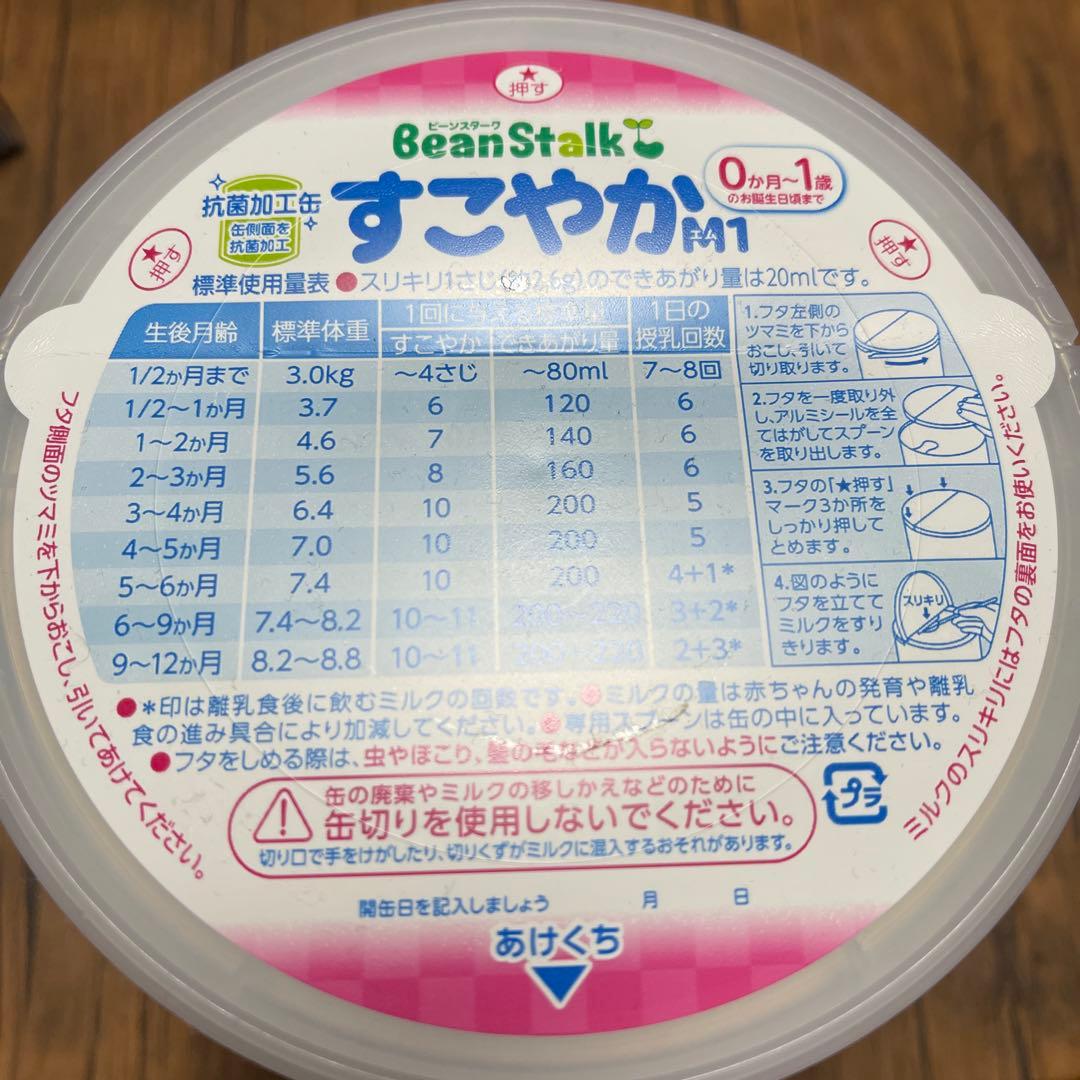 ★押す
ビーンスターク
BeanStalk
抗菌加工缶
缶側面を
抗菌加工
すこやかM1
エム
0か月～1歳
のお誕生日頃まで
★押す
★押す
標準使用量表 ●スリキリ1さじ(約2.6g)のできあがり量は20mlです。
生後月齢 標準体重 1回に与える標準量 1日の授乳回数
すこやか できあがり量
1/2か月まで 3.0kg ～4さじ ～80ml 7～8回
1/2～1か月 3.7 6 120 6
1～2か月 4.6 7 140 6
2～3か月 5.6 8 160 6
3～4か月 6.4 10 200 5
4～5か月 7.0 10 200 5
5～6か月 7.4 10 200 4+1*
6～9か月 7.4～8.2 10～11 200～220 3+2*
9～12か月 8.2～8.8 10～11 200～220 2+3*
1.フタ左側の
ツマミを下から
おこし、引いて
切り取ります。
2.フタを一度取り外
し、アルミシールを全
てはがしてスプーン
を取り出します。
3.フタの「★押す」
マーク3か所を
しっかり押して
とめます。
4.図のように
フタを立てて
ミルクをすり
きります。
スリキリ
●*印は離乳食後に飲むミルクの回数です。●ミルクの量は赤ちゃんの発育や離乳
食の進み具合により加減してください。●専用スプーンは缶の中に入っています。
●フタをしめる際は、虫やほこり、髪の毛などが入らないようにご注意ください。
缶の廃棄やミルクの移しかえなどのために
缶切りを使用しないでください。
切り口で手をけがしたり、切りくずがミルクに混入するおそれがあります。
プラ
開缶日を記入しましょう 月 日
あけくち
フタ側面のツマミを下からおこし、引いてあけてください。
ミルクのスリキリにはフタの裏面をお使いください。